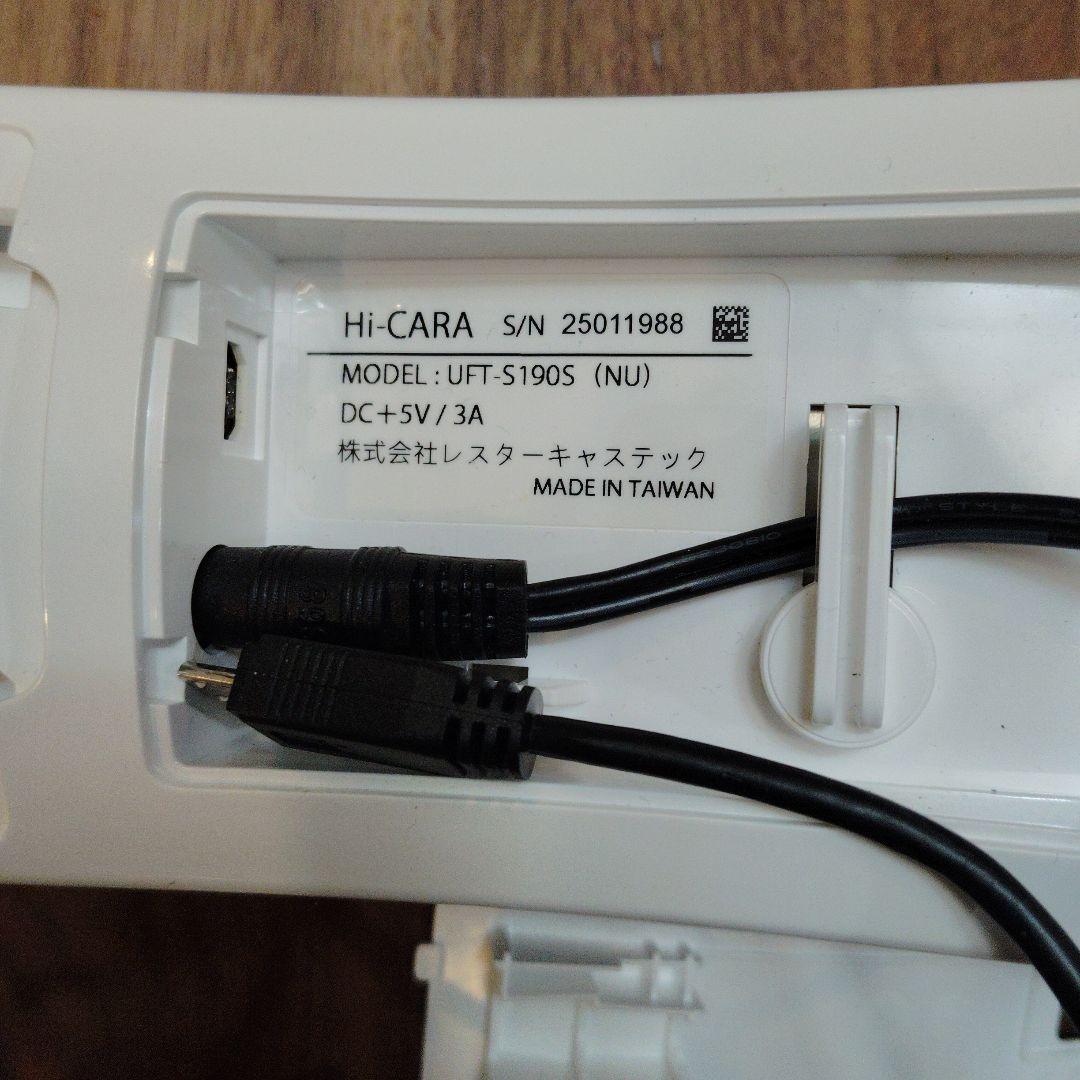 Hi-CARA S/N 25011988
MODEL : UFT-S190S (NU)
DC+5V / 3A
株式会社レスターキャステック
MADE IN TAIWAN